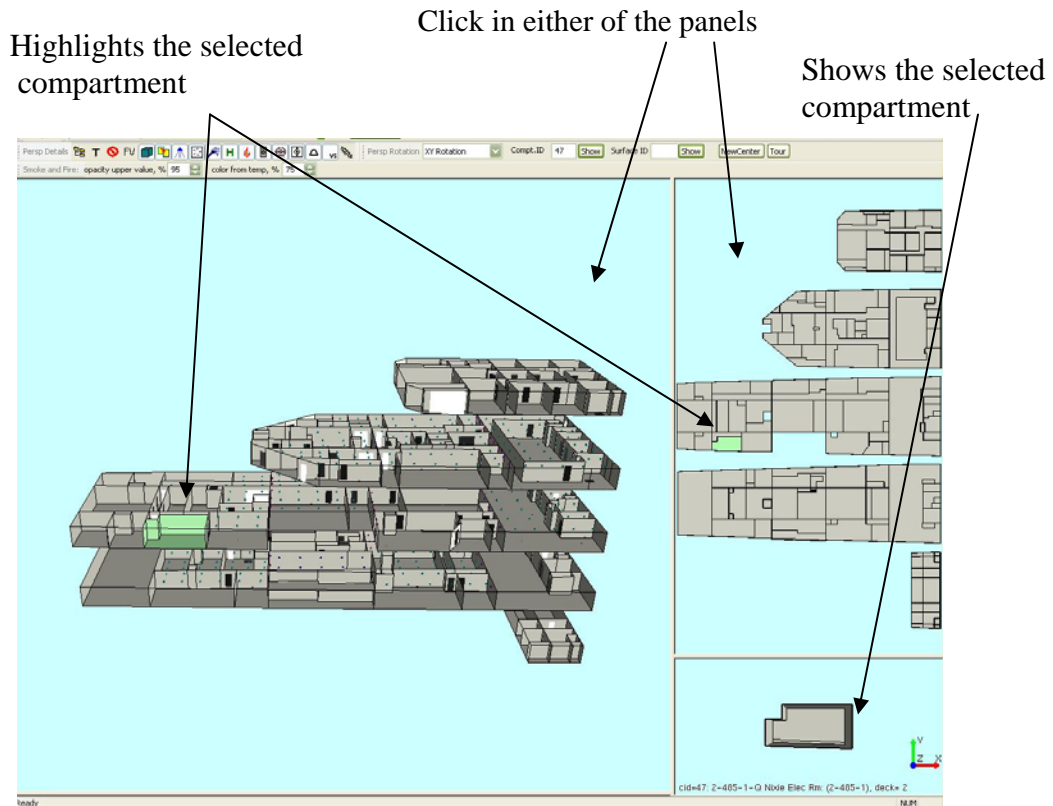 Click in either of the panels
Highlights the selected
compartment
Shows the selected
compartment
Persp Details T FV H vs Persp Rotation XY Rotation Compt.ID 47 Show Surface ID Show NewCenter Tour
Smoke and Fire: opacity upper value, % 95 color from temp, % 75
Y
Z X
cid=47: 2-485-1-Q Nixie Elec Rm: (2-485-1), deck= 2
Ready NUM